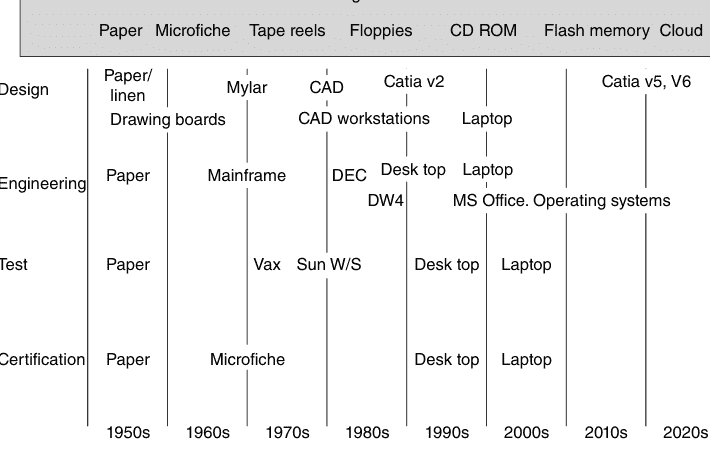 Paper Microfiche Tape reels Floppies CD ROM Flash memory Cloud
Design Paper/ linen Mylar CAD Catia v2 Catia v5, V6
Drawing boards CAD workstations Laptop
Engineering Paper Mainframe DEC Desk top Laptop
DW4 MS Office. Operating systems
Test Paper Vax Sun W/S Desk top Laptop
Certification Paper Microfiche Desk top Laptop
1950s 1960s 1970s 1980s 1990s 2000s 2010s 2020s